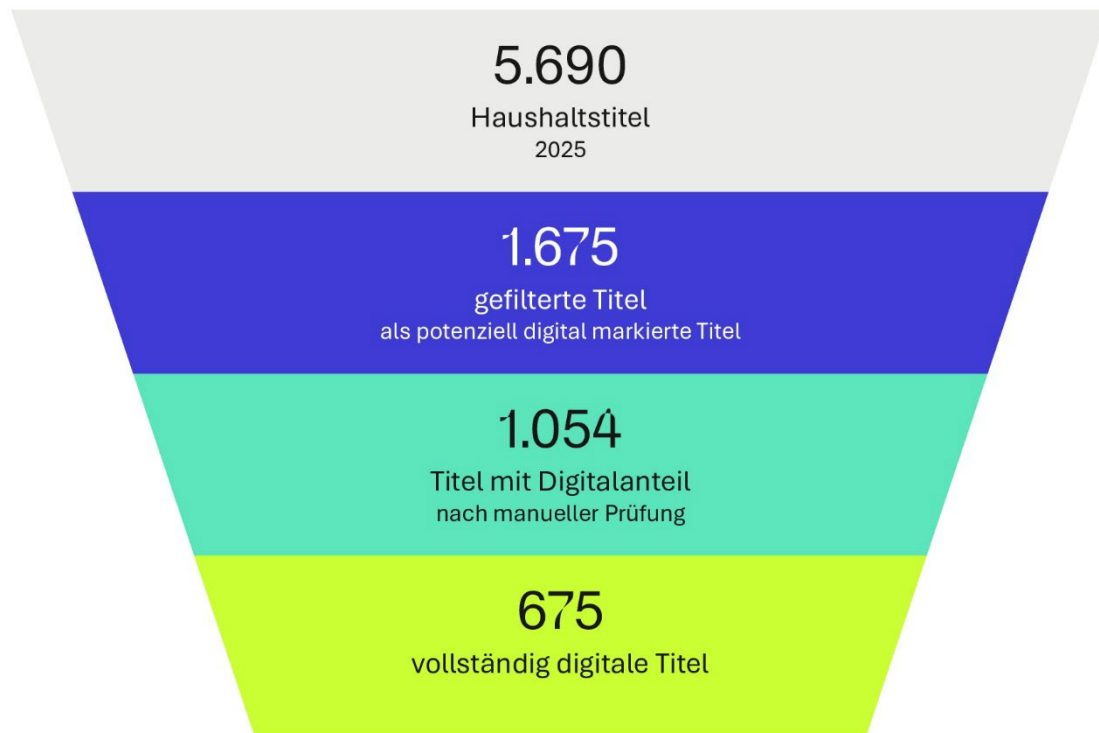 5.690
Haushaltstitel
2025
1.675
gefilterte Titel
als potenziell digital markierte Titel
1.054
Titel mit Digitalanteil
nach manueller Prüfung
675
vollständig digitale Titel